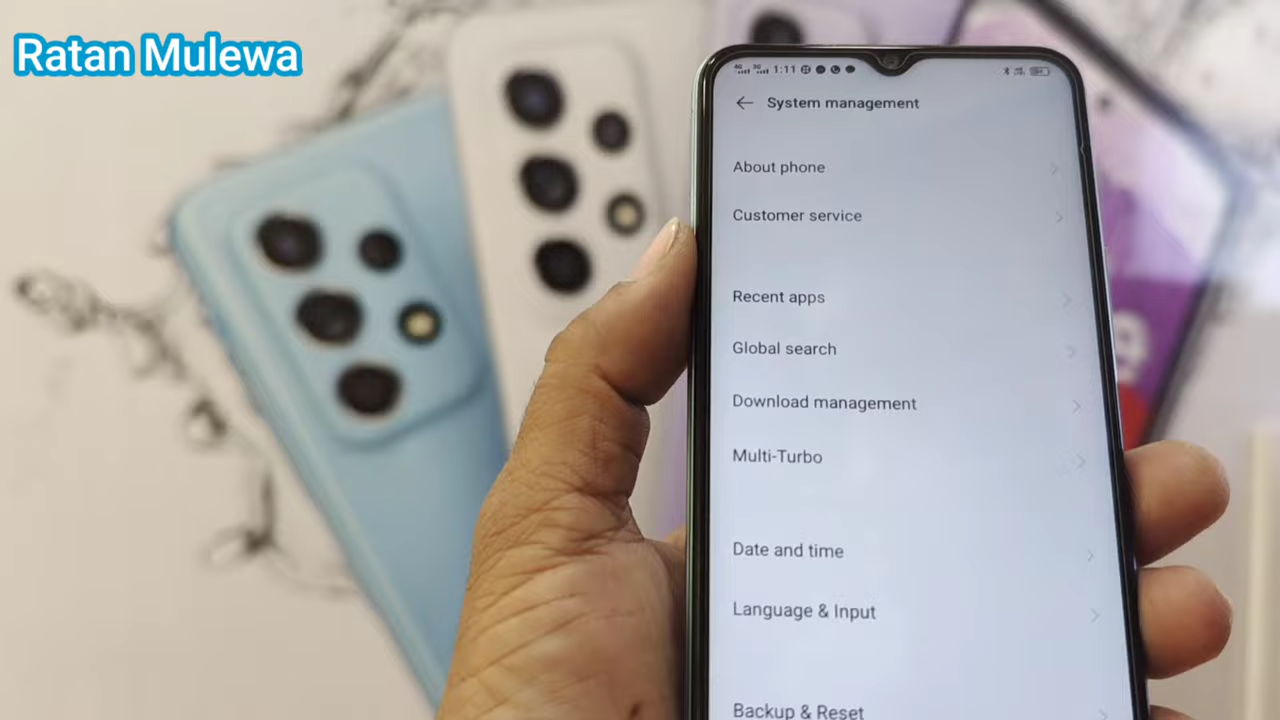 Ratan Mulewa
1:11
System management
About phone
Customer service
Recent apps
Global search
Download management
Multi-Turbo
Date and time
Language & Input
Backup & Reset